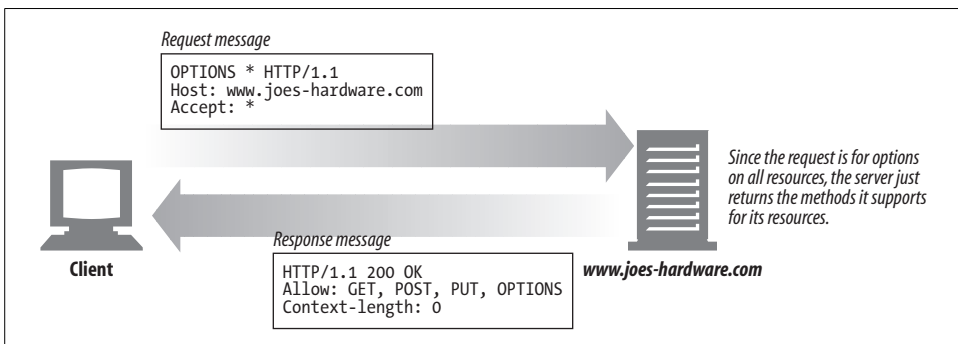 Request message
OPTIONS * HTTP/1.1
Host: www.joes-hardware.com
Accept: *
Since the request is for options
on all resources, the server just
returns the methods it supports
for its resources.
Client
Response message
HTTP/1.1 200 OK
Allow: GET, POST, PUT, OPTIONS
Context-length: 0
www.joes-hardware.com